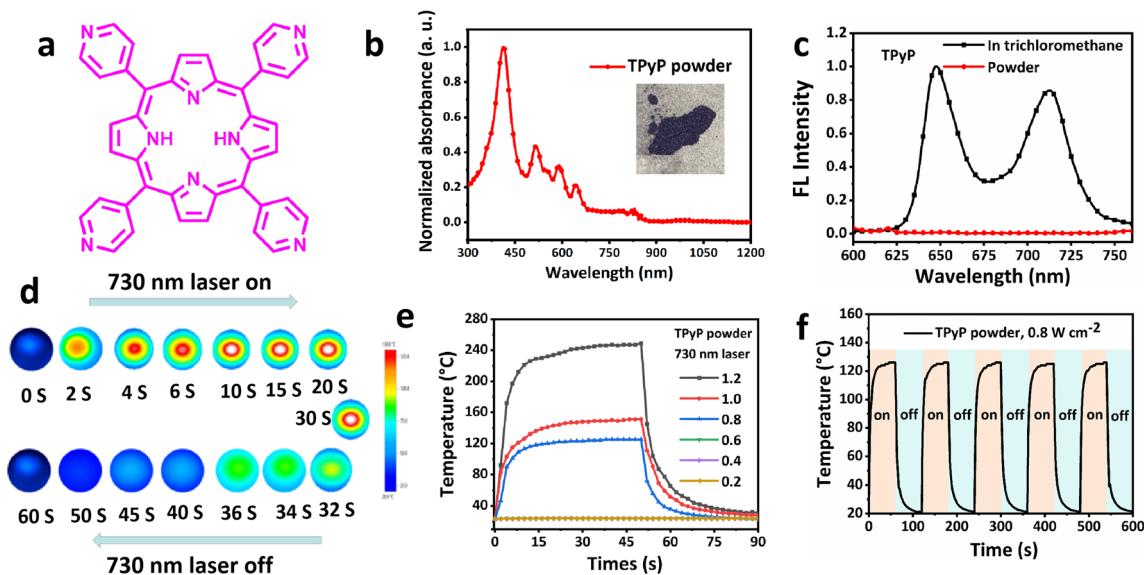 a
N
N
N
NH
HN
N
N
N
b
Normalized absorbance (a. u.)
1.0
0.8
0.6
0.4
0.2
0.0
300 450 600 750 900 1050 1200
Wavelength (nm)
TPyP powder
c
FL Intensity
1.2
1.0
0.8
0.6
0.4
0.2
0.0
600 625 650 675 700 725 750
Wavelength (nm)
TPyP
In trichloromethane
Powder
d
730 nm laser on
0 S 2 S 4 S 6 S 10 S 15 S 20 S
30 S
60 S 50 S 45 S 40 S 36 S 34 S 32 S
730 nm laser off
e
Temperature (°C)
280
240
200
160
120
80
40
0 15 30 45 60 75 90
Times (s)
TPyP powder
730 nm laser
1.2
1.0
0.8
0.6
0.4
0.2
f
Temperature (°C)
160
140
120
100
80
60
40
20
0 100 200 300 400 500 600
Time (s)
TPyP powder, 0.8 W cm⁻²
on off on off on off on off on off